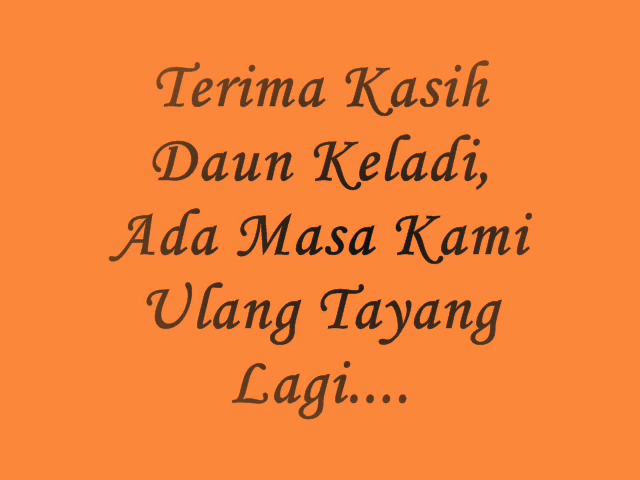 Terima Kasih
Daun Keladi,
Ada Masa Kami
Ulang Tayang
Lagi....